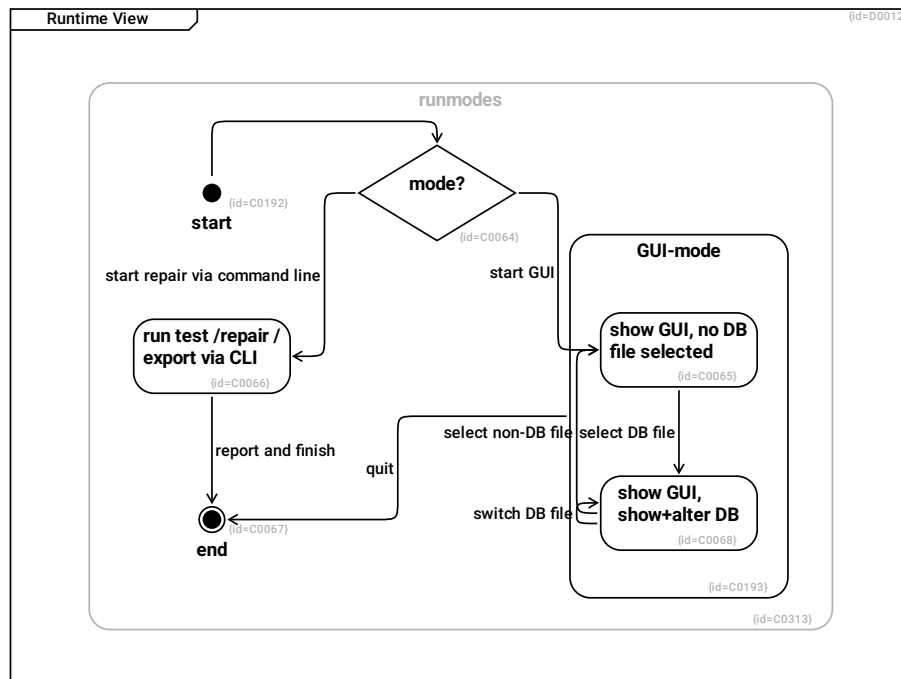 Runtime View
{id=D0012
runmodes
mode?
{id=C0064}
{id=C0192}
start
start repair via command line
start GUI
GUI-mode
run test /repair /
export via CLI
{id=C0066}
show GUI, no DB
file selected
{id=C0065}
select non-DB file
select DB file
report and finish
quit
switch DB file
show GUI,
show+alter DB
{id=C0068}
{id=C0067}
end
{id=C0193}
{id=C0313}